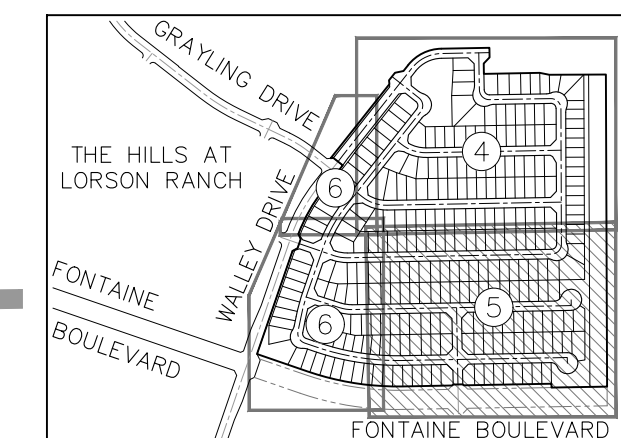 GRAYLING DRIVE
THE HILLS AT
LORSON RANCH
WALLEY DRIVE
FONTAINE
BOULEVARD
4
6
5
6
FONTAINE BOULEVARD